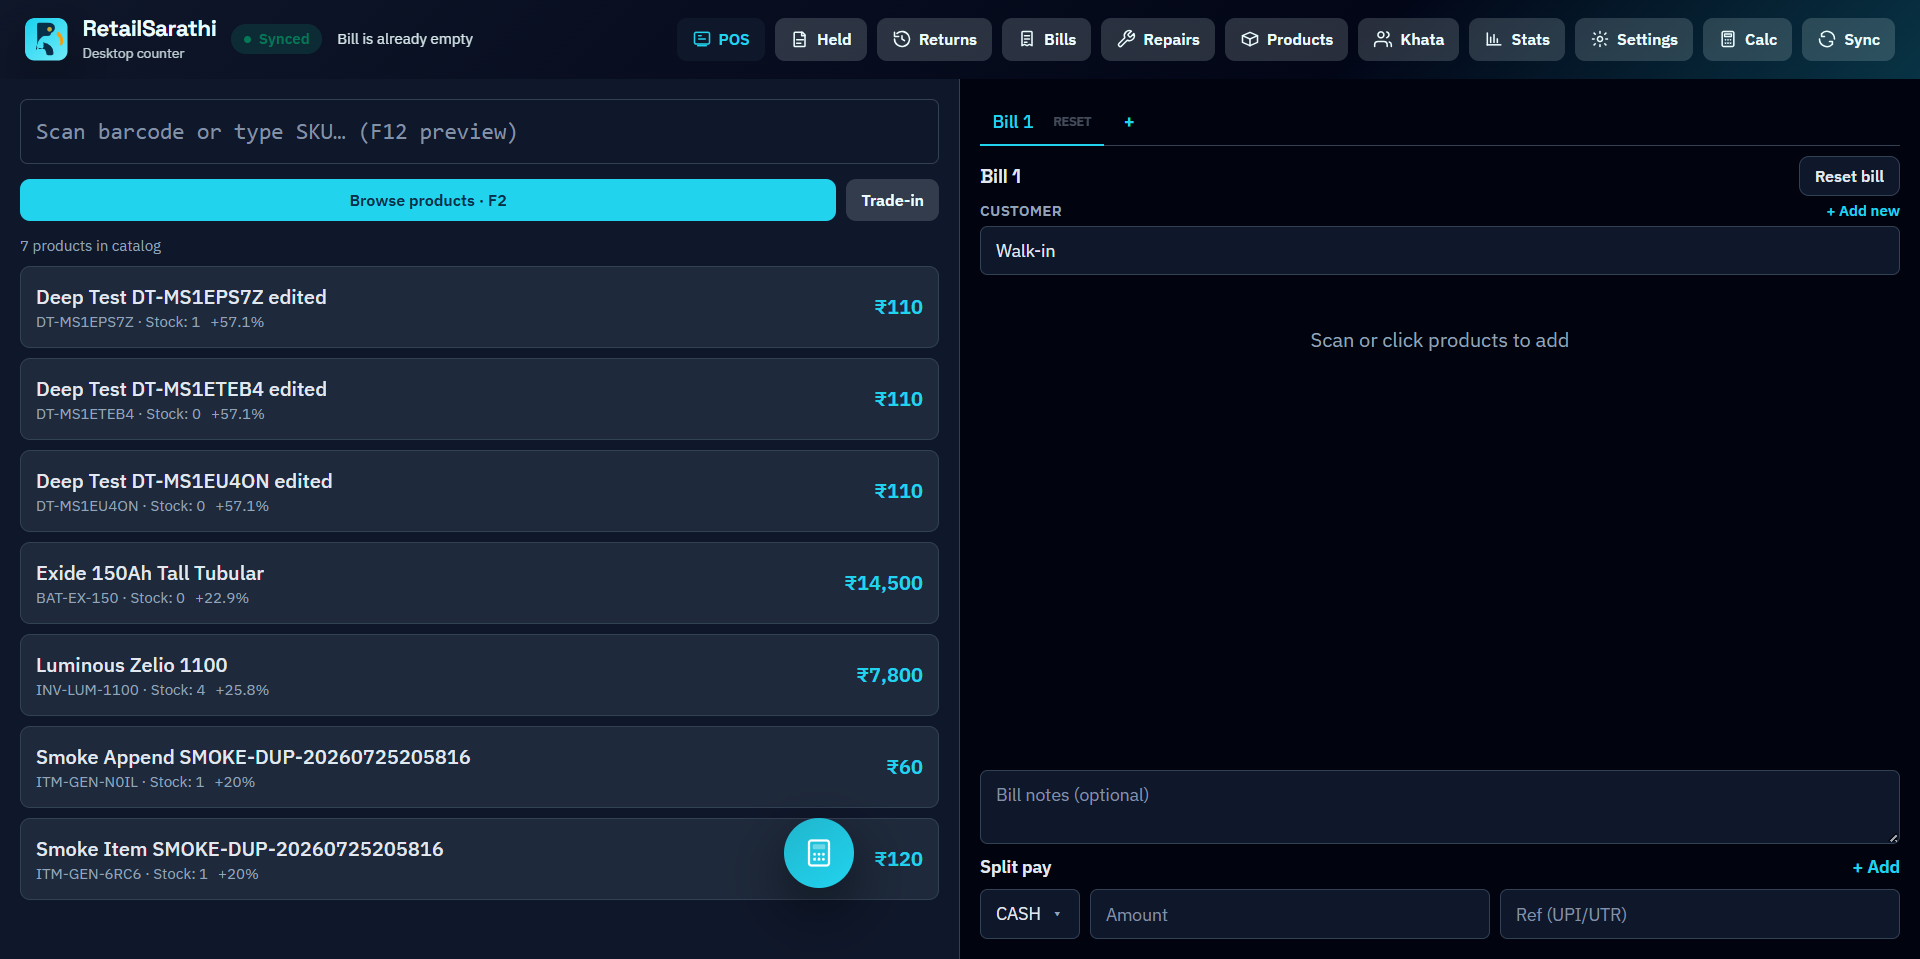 RetailSarathi
Desktop counter
Synced
Bill is already empty
POS
Held
Returns
Bills
Repairs
Products
Khata
Stats
Settings
Calc
Sync
Scan barcode or type SKU… (F12 preview)
Browse products · F2
Trade-in
7 products in catalog
Deep Test DT-MS1EPS7Z edited
DT-MS1EPS7Z · Stock: 1 +57.1%
₹110
Deep Test DT-MS1ETEB4 edited
DT-MS1ETEB4 · Stock: 0 +57.1%
₹110
Deep Test DT-MS1EU4ON edited
DT-MS1EU4ON · Stock: 0 +57.1%
₹110
Exide 150Ah Tall Tubular
BAT-EX-150 · Stock: 0 +22.9%
₹14,500
Luminous Zelio 1100
INV-LUM-1100 · Stock: 4 +25.8%
₹7,800
Smoke Append SMOKE-DUP-20260725205816
ITM-GEN-N0IL · Stock: 1 +20%
₹60
Smoke Item SMOKE-DUP-20260725205816
ITM-GEN-6RC6 · Stock: 1 +20%
₹120
Bill 1
RESET
+
Bill 1
Reset bill
CUSTOMER
+ Add new
Walk-in
Scan or click products to add
Bill notes (optional)
Split pay
+ Add
CASH
Amount
Ref (UPI/UTR)